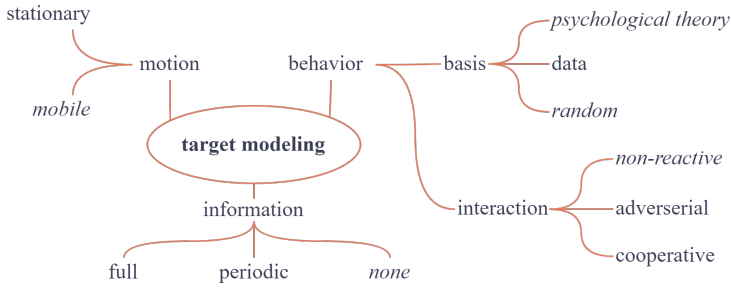 stationary
psychological theory
motion
behavior
basis
data
mobile
random
target modeling
non-reactive
information
interaction
adverserial
cooperative
full
periodic
none